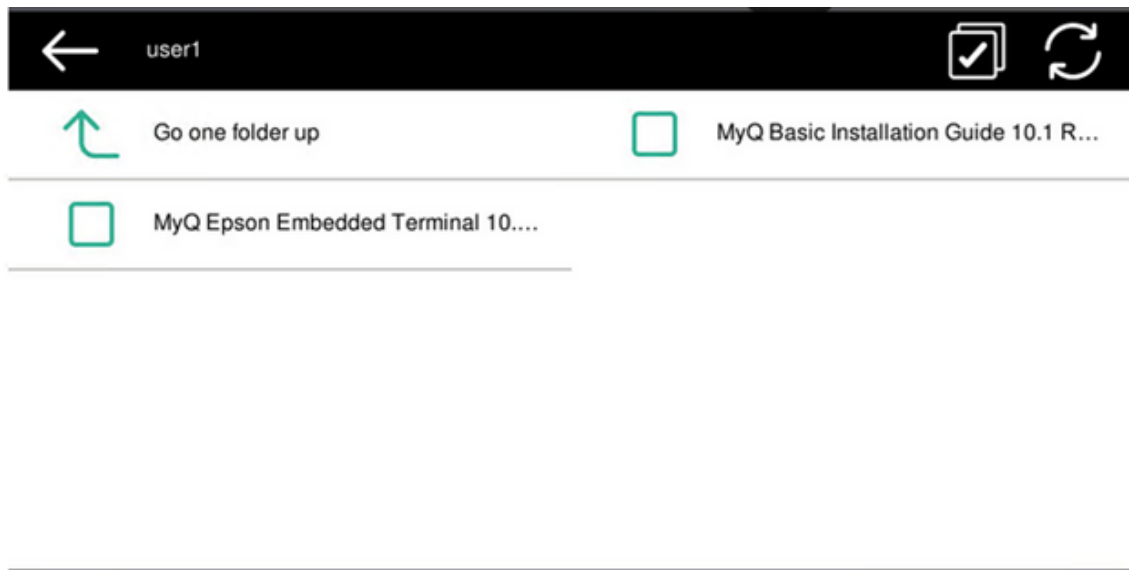 user1
Go one folder up
MyQ Basic Installation Guide 10.1 R...
MyQ Epson Embedded Terminal 10....